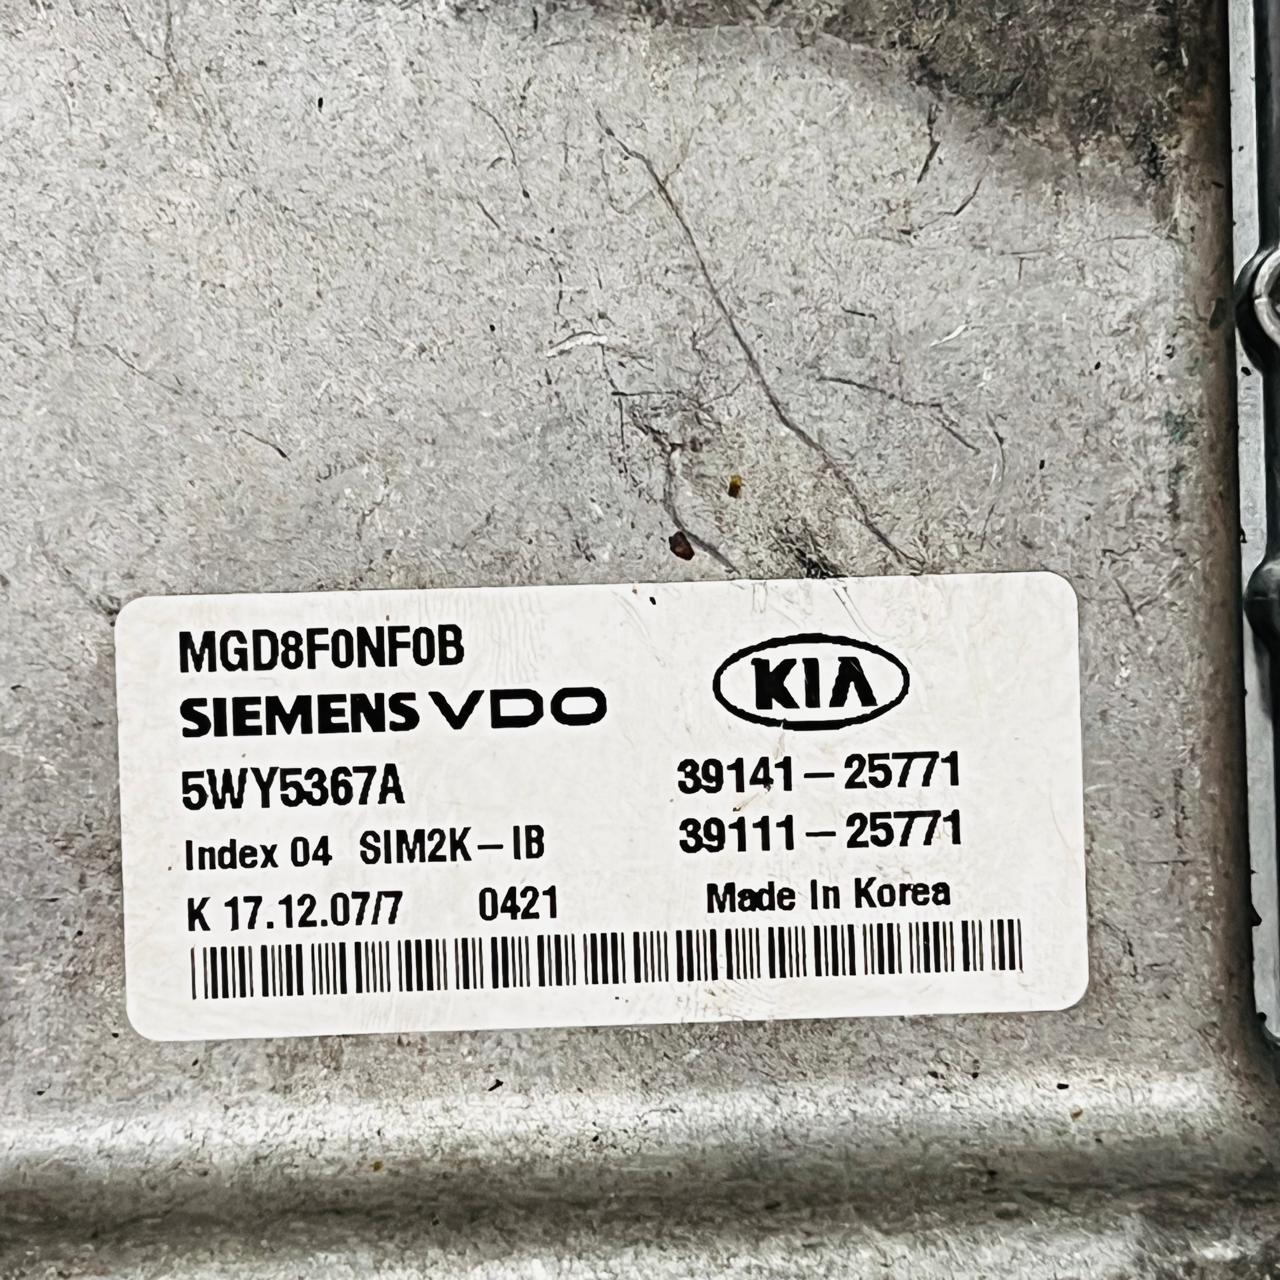 MGD8F0NF0B
SIEMENS VDO
KIA
5WY5367A
39141-25771
Index 04 SIM2K-IB
39111-25771
K 17.12.07/7 0421
Made In Korea